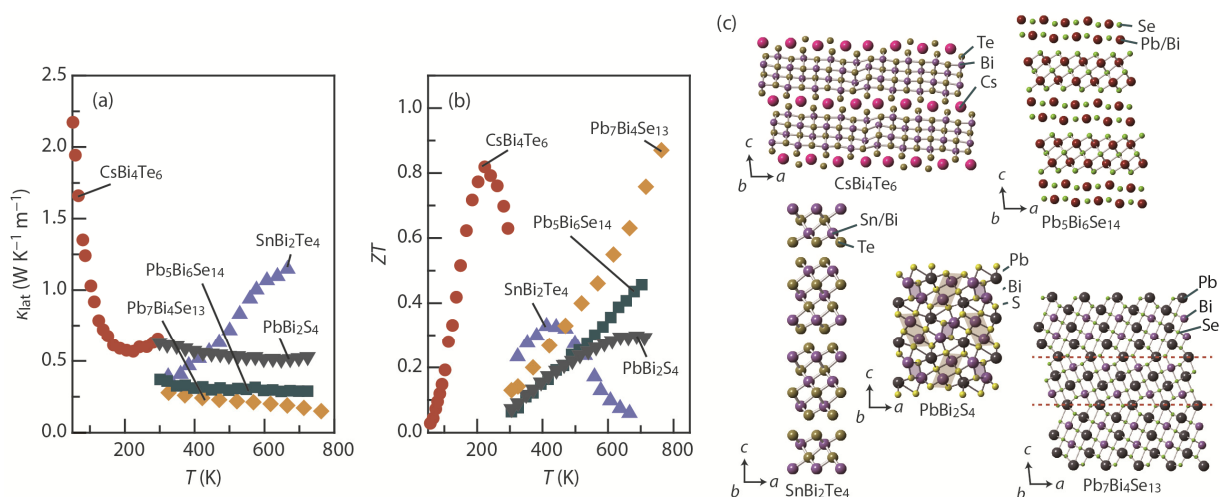 (a)
κlat (W K−1 m−1)
2.5
2.0
1.5
1.0
0.5
0
0 200 400 600 800
T (K)
CsBi4Te6
SnBi2Te4
Pb5Bi6Se14
Pb7Bi4Se13
PbBi2S4
(b)
ZT
1.0
0.8
0.6
0.4
0.2
0.0
0 200 400 600 800
T (K)
Pb7Bi4Se13
CsBi4Te6
Pb5Bi6Se14
SnBi2Te4
PbBi2S4
(c)
Te
Bi
Cs
c
b a
CsBi4Te6
Se
Pb/Bi
c
b a
Pb5Bi6Se14
Sn/Bi
Te
c
b a
SnBi2Te4
Pb
Bi
S
c
b a
PbBi2S4
Pb
Bi
Se
c
b a
Pb7Bi4Se13